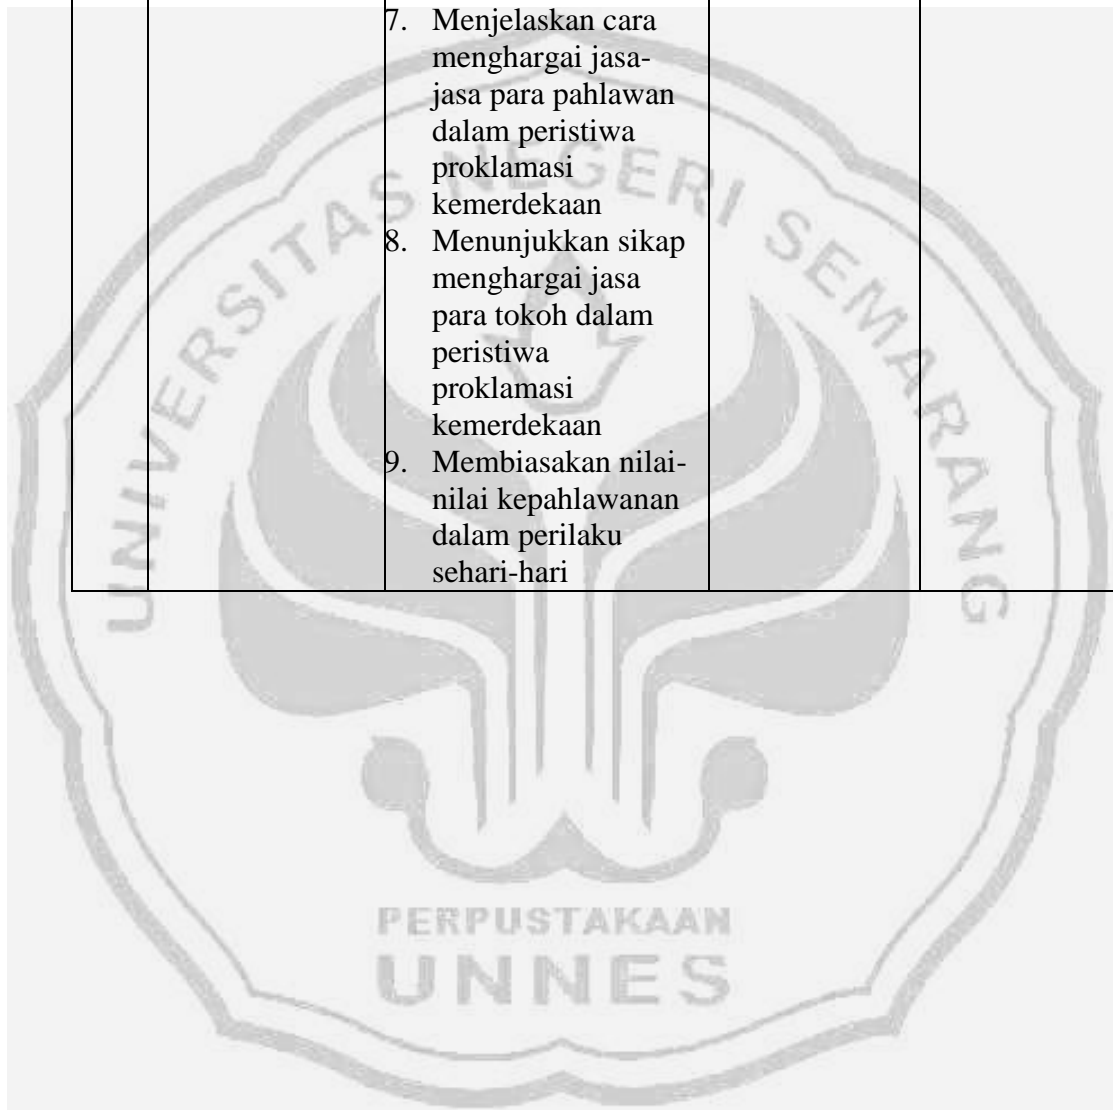 7. Menjelaskan cara
menghargai jasa-
jasa para pahlawan
dalam peristiwa
proklamasi
kemerdekaan
8. Menunjukkan sikap
menghargai jasa
para tokoh dalam
peristiwa
proklamasi
kemerdekaan
9. Membiasakan nilai-
nilai kepahlawanan
dalam perilaku
sehari-hari
UNIVERSITAS NEGERI SEMARANG
PERPUSTAKAAN
UNNES